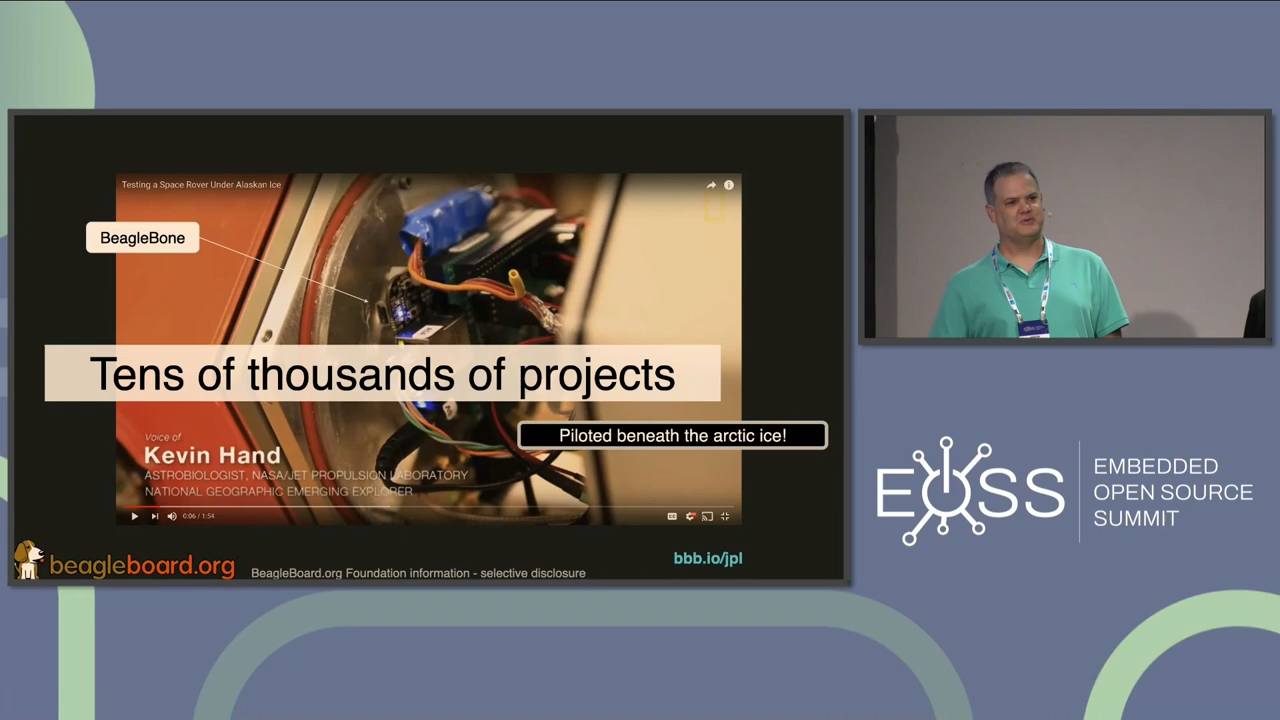 Testing a Space Rover Under Alaskan Ice
BeagleBone
Tens of thousands of projects
Piloted beneath the arctic ice!
Voice of
Kevin Hand
ASTROBIOLOGIST, NASA/JET PROPULSION LABORATORY
NATIONAL GEOGRAPHIC EMERGING EXPLORER
0:06 / 1:54
bbb.io/jpl
beagleboard.org
BeagleBoard.org Foundation information - selective disclosure
EOSS
EMBEDDED
OPEN SOURCE
SUMMIT